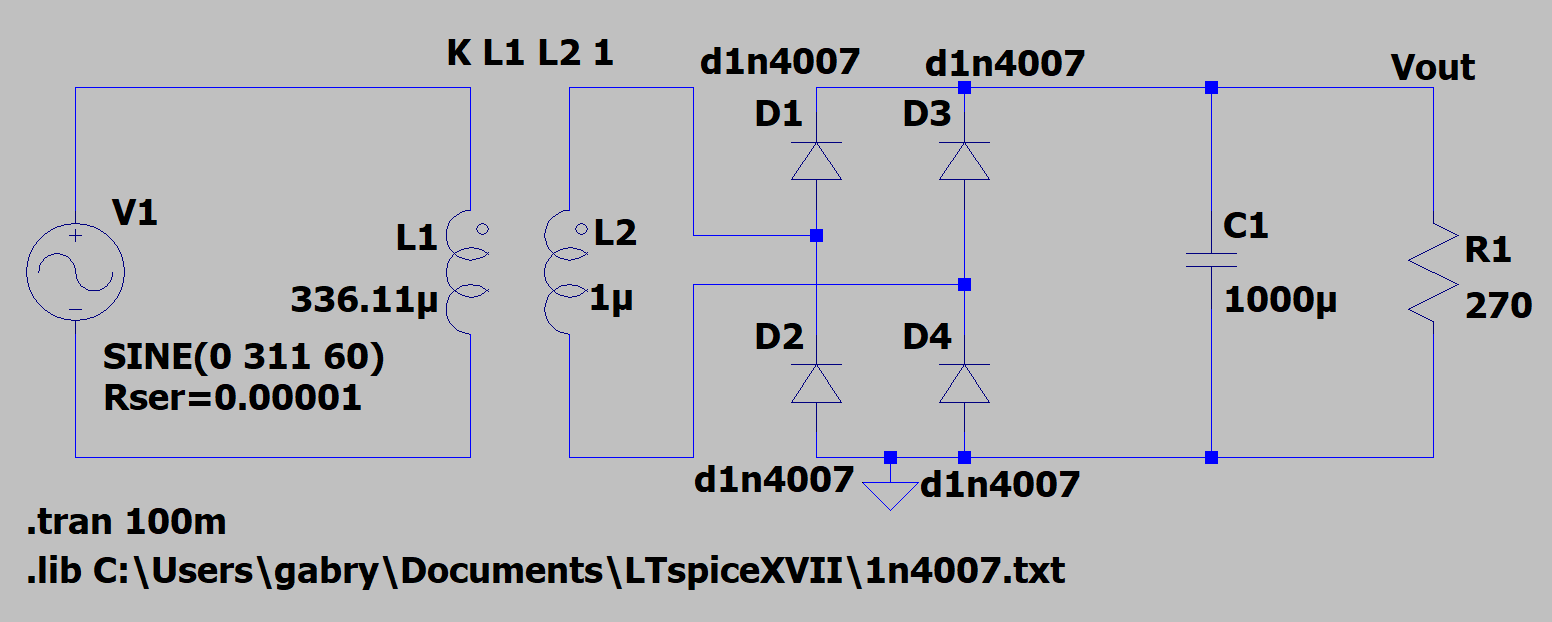 K L1 L2 1
d1n4007
d1n4007
Vout
D1
D3
V1
L1
L2
C1
R1
336.11µ
1µ
1000µ
270
D2
D4
SINE(0 311 60)
Rser=0.00001
d1n4007
d1n4007
.tran 100m
.lib C:\Users\gabry\Documents\LTspiceXVII\1n4007.txt